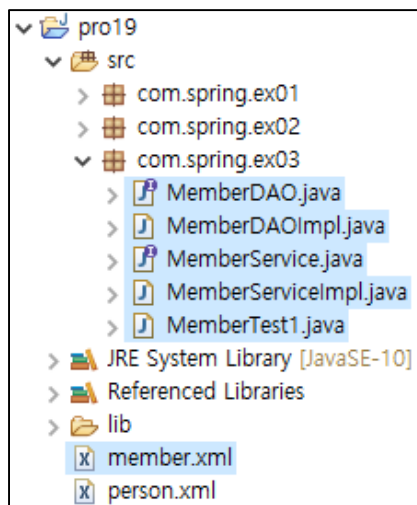 pro19
src
com.spring.ex01
com.spring.ex02
com.spring.ex03
MemberDAO.java
MemberDAOImpl.java
MemberService.java
MemberServiceImpl.java
MemberTest1.java
JRE System Library [JavaSE-10]
Referenced Libraries
lib
member.xml
person.xml